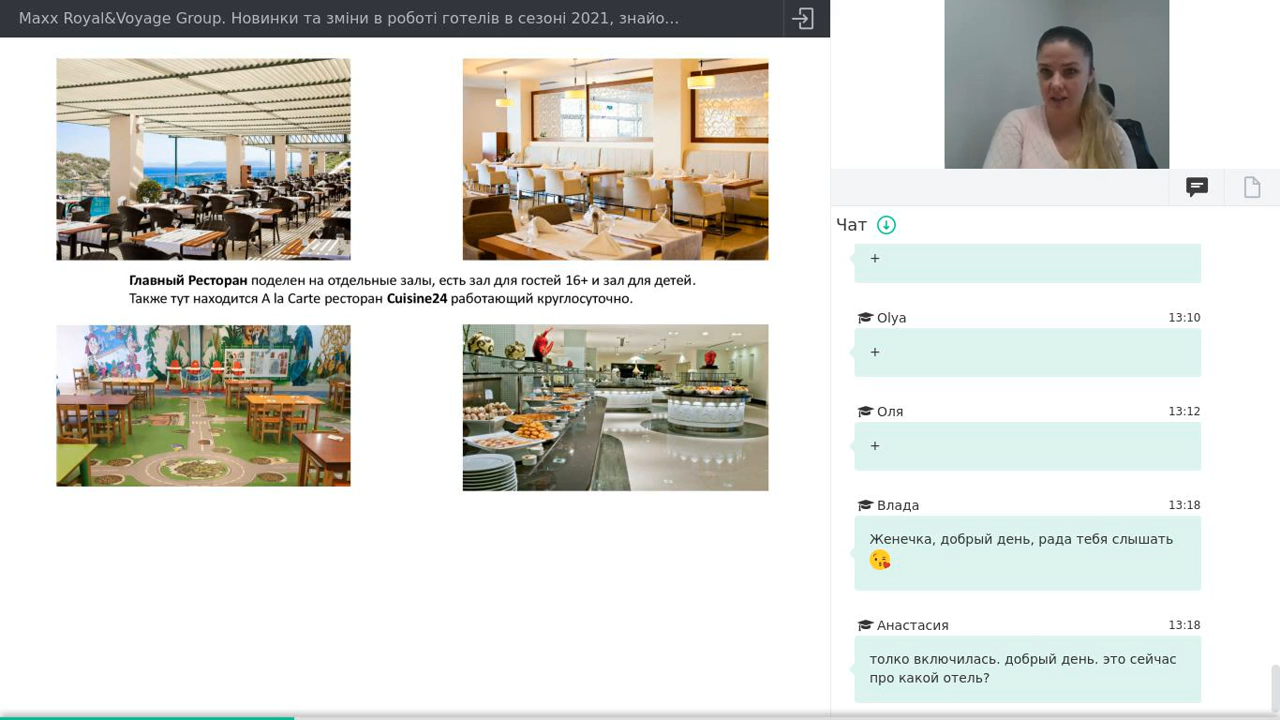 Maxx Royal&Voyage Group. Новинки та зміни в роботі готелів в сезоні 2021, знайо...
Главный Ресторан поделен на отдельные залы, есть зал для гостей 16+ и зал для детей.
Также тут находится A la Carte ресторан Cuisine24 работающий круглосуточно.
Чат
+
Olya 13:10
+
Оля 13:12
+
Влада 13:18
Женечка, добрый день, рада тебя слышать
😘
Анастасия 13:18
толко включилась. добрый день. это сейчас
про какой отель?